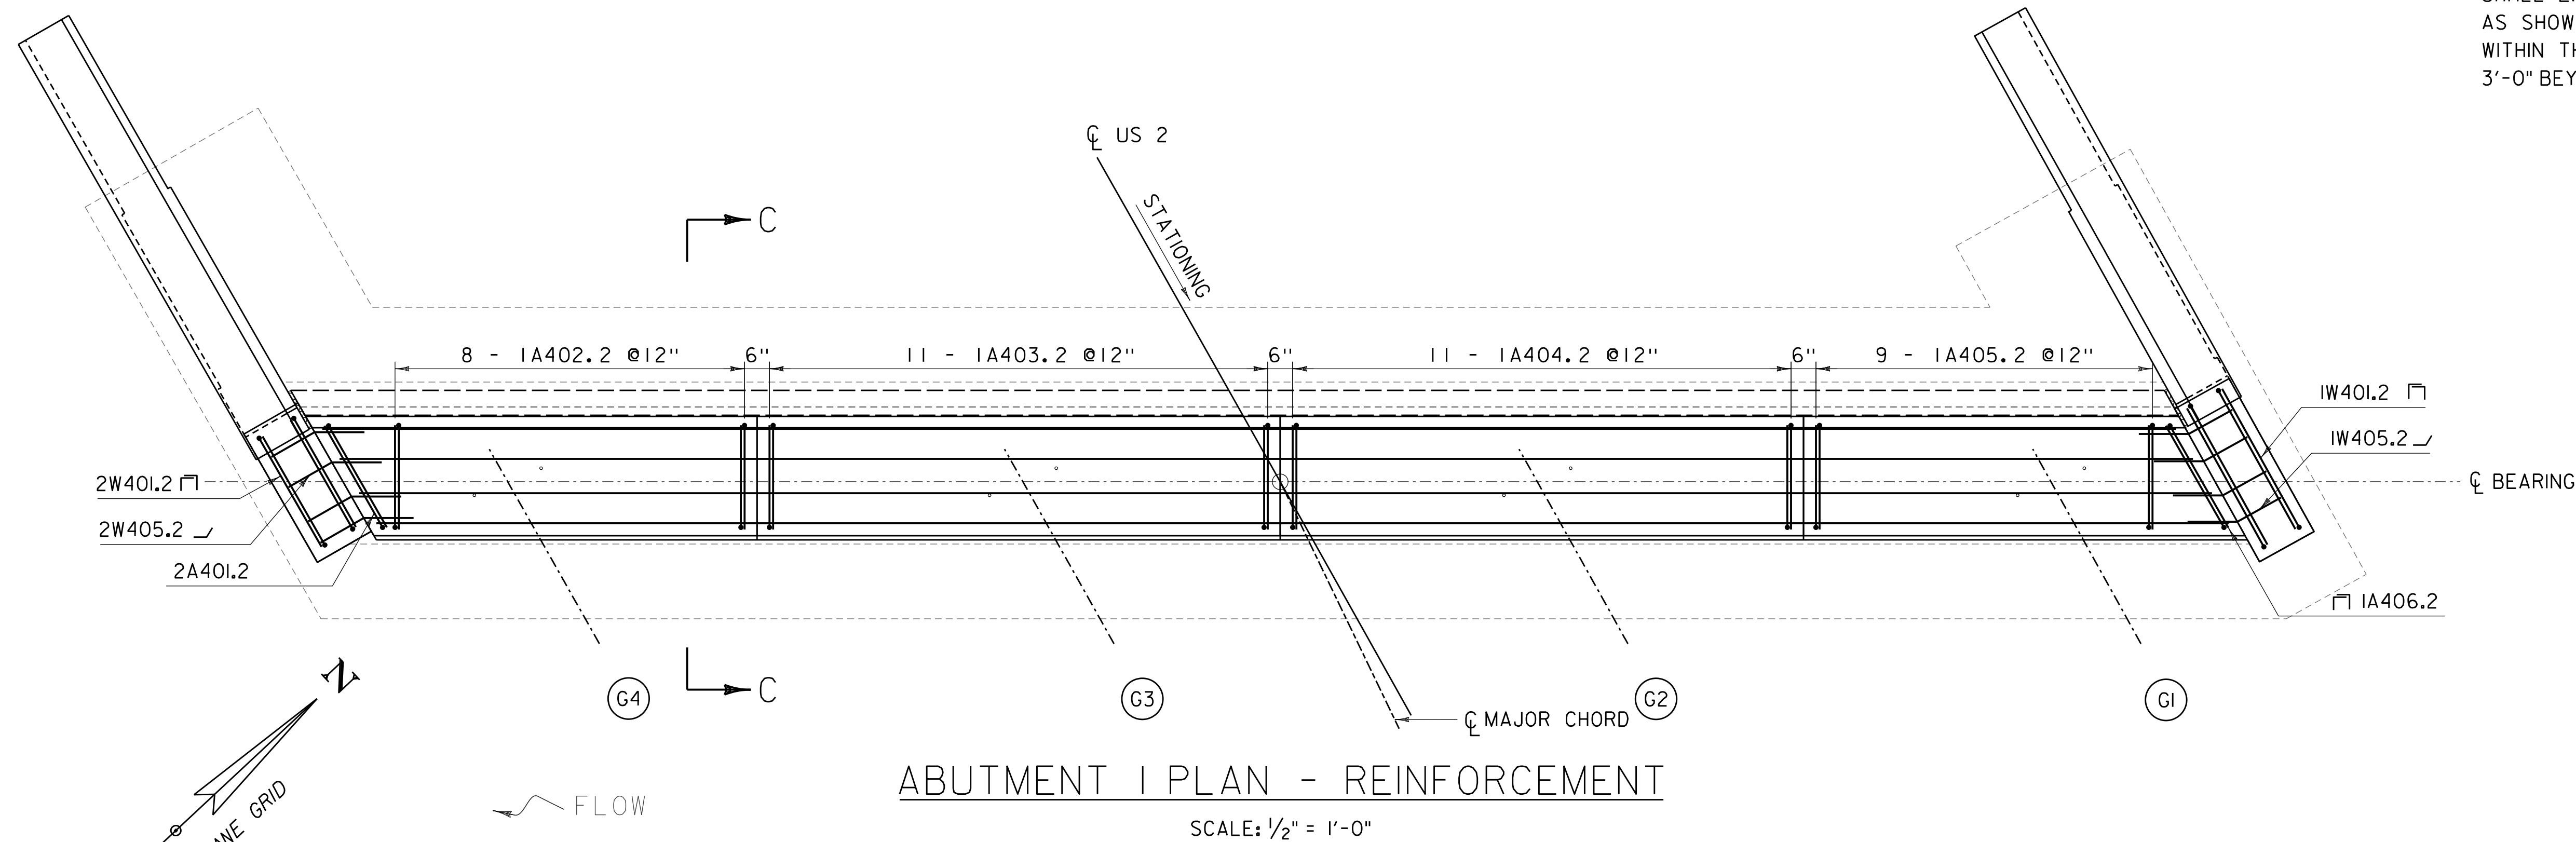 AS SHOW
WITHIN TH
3'-0" BEY
℄ US 2
STATIONING
C
8 - 1A402.2 @12"
6"
11 - 1A403.2 @12"
6"
11 - 1A404.2 @12"
6"
9 - 1A405.2 @12"
1W401.2
1W405.2
2W401.2
℄ BEARING
2W405.2
2A401.2
1A406.2
N
C
G4
G3
G2
G1
℄ MAJOR CHORD
ABUTMENT 1 PLAN - REINFORCEMENT
SCALE: 1/2" = 1'-0"
FLOW
ANE GRID